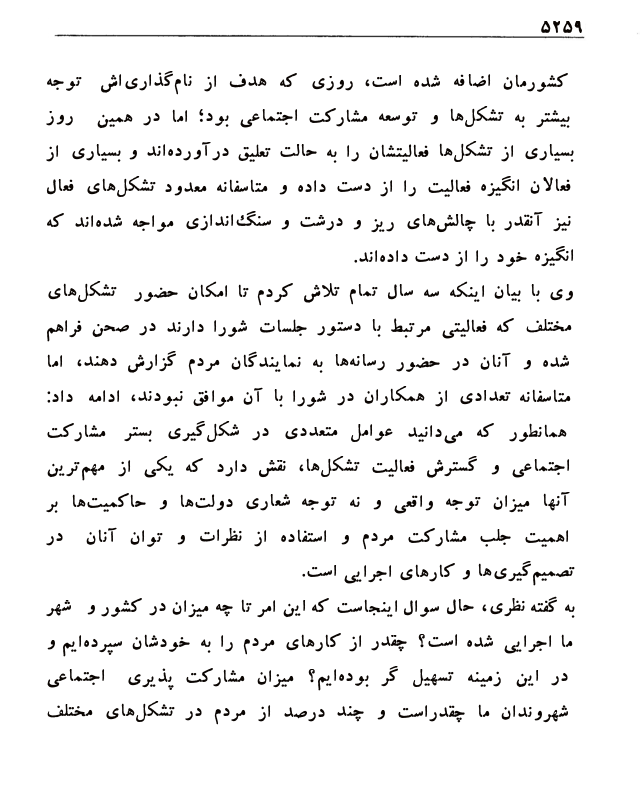 ۵۲۵۹
کشورمان اضافه شده است، روزی که هدف از نام‌گذاری‌اش توجه
بیشتر به تشکل‌ها و توسعه مشارکت اجتماعی بود؛ اما در همین روز
بسیاری از تشکل‌ها فعالیتشان را به حالت تعلیق درآورده‌اند و بسیاری از
فعالان انگیزه فعالیت را از دست داده و متاسفانه معدود تشکل‌های فعال
نیز آنقدر با چالش‌های ریز و درشت و سنگ‌اندازی مواجه شده‌اند که
انگیزه خود را از دست داده‌اند.
وی با بیان اینکه سه سال تمام تلاش کردم تا امکان حضور تشکل‌های
مختلف که فعالیتی مرتبط با دستور جلسات شورا دارند در صحن فراهم
شده و آنان در حضور رسانه‌ها به نمایندگان مردم گزارش دهند، اما
متاسفانه تعدادی از همکاران در شورا با آن موافق نبودند، ادامه داد:
همانطور که می‌دانید عوامل متعددی در شکل‌گیری بستر مشارکت
اجتماعی و گسترش فعالیت تشکل‌ها، نقش دارد که یکی از مهم‌ترین
آنها میزان توجه واقعی و نه توجه شعاری دولت‌ها و حاکمیت‌ها بر
اهمیت جلب مشارکت مردم و استفاده از نظرات و توان آنان در
تصمیم‌گیری‌ها و کارهای اجرایی است.
به گفته نظری، حال سوال اینجاست که این امر تا چه میزان در کشور و شهر
ما اجرایی شده است؟ چقدر از کارهای مردم را به خودشان سپرده‌ایم و
در این زمینه تسهیل گر بوده‌ایم؟ میزان مشارکت پذیری اجتماعی
شهروندان ما چقدراست و چند درصد از مردم در تشکل‌های مختلف